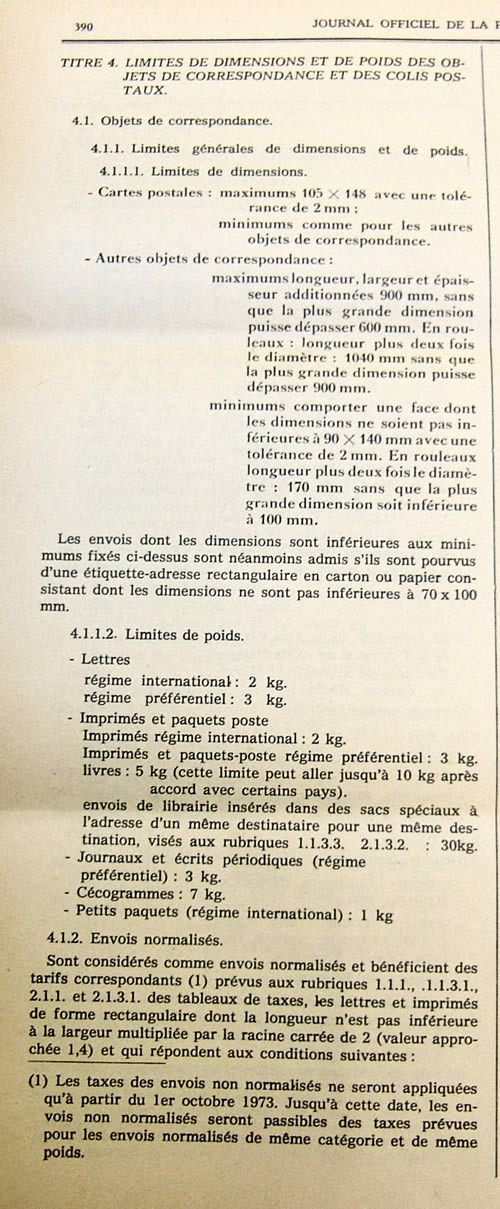 390
JOURNAL OFFICIEL DE LA
TITRE 4. LIMITES DE DIMENSIONS ET DE POIDS DES OB-
JETS DE CORRESPONDANCE ET DES COLIS POS-
TAUX.
4.1. Objets de correspondance.
4.1.1. Limites générales de dimensions et de poids.
4.1.1.1. Limites de dimensions.
- Cartes postales : maximums 105 × 148 avec une tolé-
rance de 2 mm ;
minimums comme pour les autres
objets de correspondance.
- Autres objets de correspondance :
maximums longueur, largeur et épais-
seur additionnées 900 mm, sans
que la plus grande dimension
puisse dépasser 600 mm. En rou-
leaux : longueur plus deux fois
le diamètre : 1040 mm sans que
la plus grande dimension puisse
dépasser 900 mm.
minimums comporter une face dont
les dimensions ne soient pas in-
férieures à 90 × 140 mm avec une
tolérance de 2 mm. En rouleaux
longueur plus deux fois le diamè-
tre : 170 mm sans que la plus
grande dimension soit inférieure
à 100 mm.
Les envois dont les dimensions sont inférieures aux mini-
mums fixés ci-dessus sont néanmoins admis s'ils sont pourvus
d'une étiquette-adresse rectangulaire en carton ou papier con-
sistant dont les dimensions ne sont pas inférieures à 70 x 100
mm.
4.1.1.2. Limites de poids.
- Lettres
régime international : 2 kg.
régime préférentiel : 3 kg.
- Imprimés et paquets poste
Imprimés régime international : 2 kg.
Imprimés et paquets-poste régime préférentiel : 3 kg.
livres : 5 kg (cette limite peut aller jusqu'à 10 kg après
accord avec certains pays).
envois de librairie insérés dans des sacs spéciaux à
l'adresse d'un même destinataire pour une même des-
tination, visés aux rubriques 1.1.3.3. 2.1.3.2. : 30kg.
- Journaux et écrits périodiques (régime
préférentiel) : 3 kg.
- Cécogrammes : 7 kg.
- Petits paquets (régime international) : 1 kg
4.1.2. Envois normalisés.
Sont considérés comme envois normalisés et bénéficient des
tarifs correspondants (1) prévus aux rubriques 1.1.1., .1.1.3.1.,
2.1.1. et 2.1.3.1. des tableaux de taxes, les lettres et imprimés
de forme rectangulaire dont la longueur n'est pas inférieure
à la largeur multipliée par la racine carrée de 2 (valeur appro-
chée 1,4) et qui répondent aux conditions suivantes :
(1) Les taxes des envois non normalisés ne seront appliquées
qu'à partir du 1er octobre 1973. Jusqu'à cette date, les en-
vois non normalisés seront passibles des taxes prévues
pour les envois normalisés de même catégorie et de même
poids.